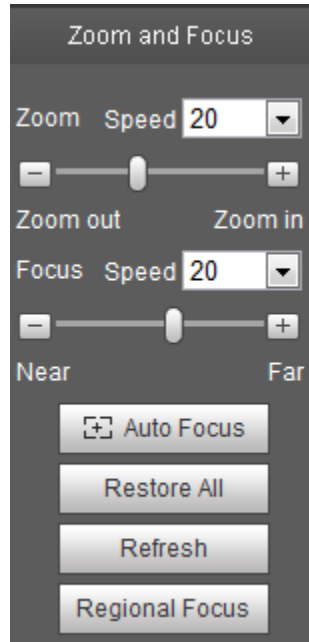 Zoom and Focus
Zoom Speed 20
- +
Zoom out Zoom in
Focus Speed 20
- +
Near Far
Auto Focus
Restore All
Refresh
Regional Focus